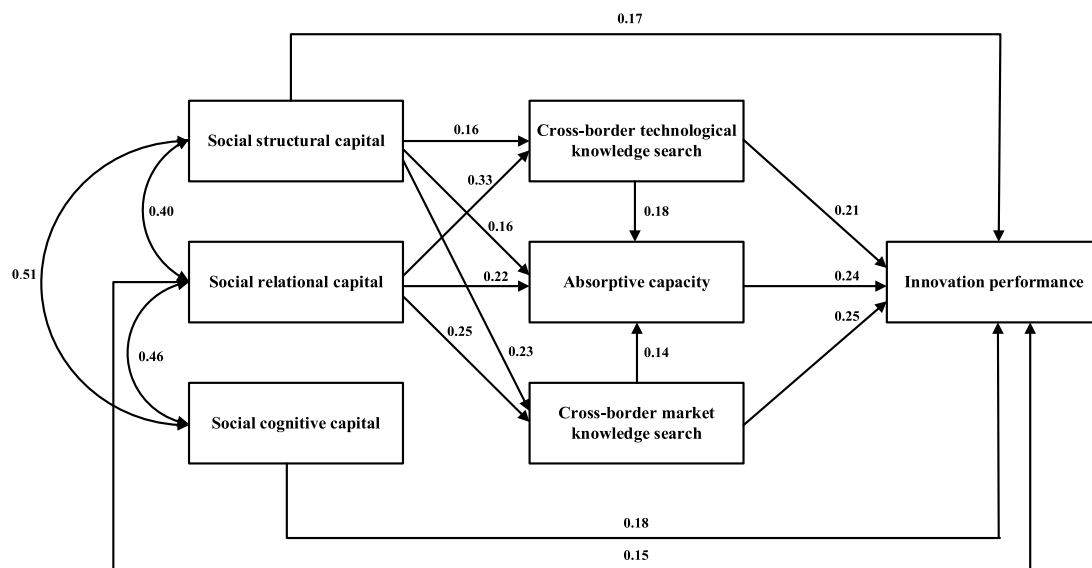 0.17
Social structural capital
Cross-border technological
knowledge search
0.16
0.33
0.40
0.18
0.21
0.16
0.51
Social relational capital
0.22
Absorptive capacity
0.24
Innovation performance
0.25
0.25
0.46
0.23
0.14
Social cognitive capital
Cross-border market
knowledge search
0.18
0.15